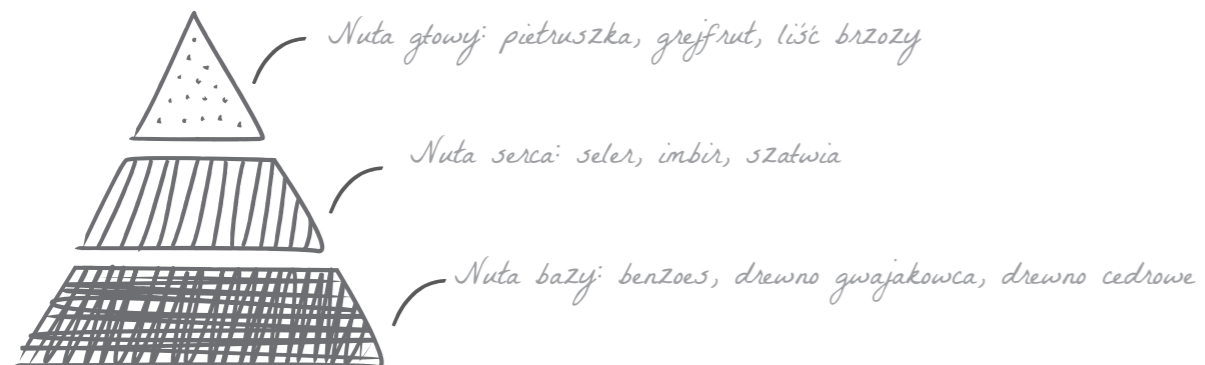 Nuta głowy: pietruszka, grejfrut, liść brzozy
Nuta serca: seler, imbir, szałwia
Nuta bazy: benzoes, drewno gwajakowca, drewno cedrowe